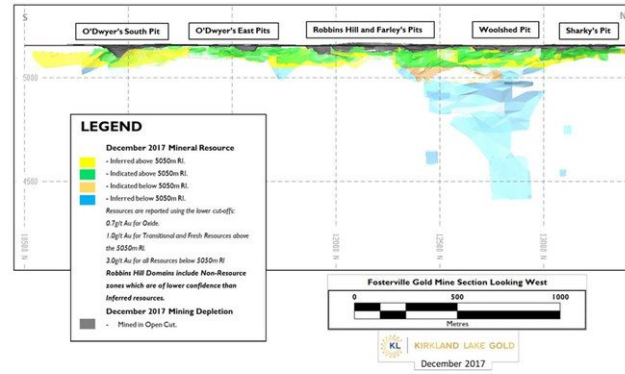 S
N
O'Dwyer's South Pit
O'Dwyer's East Pits
Robbins Hill and Farley's Pits
Woolshed Pit
Sharky's Pit
5000
4500
10500 N
12000 N
12500 N
13000 N
LEGEND
December 2017 Mineral Resource
- Inferred above 5050m Rl.
- Indicated above 5050m Rl.
- Indicated below 5050m Rl.
- Inferred below 5050m Rl.
Resources are reported using the lower cut-offs:
0.7g/t Au for Oxide.
1.0g/t Au for Transitional and Fresh Resources above
the 5050m Rl.
3.0g/t Au for all Resources below 5050m Rl
Robbins Hill Domains include Non-Resource
zones which are of lower confidence than
Inferred resources.
December 2017 Mining Depletion
- Mined in Open Cut.
Fosterville Gold Mine Section Looking West
0 500 1000
Metres
KL KIRKLAND LAKE GOLD
December 2017